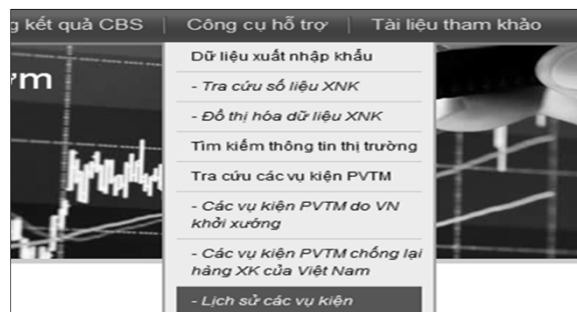 g kết quả CBS | Công cụ hỗ trợ | Tài liệu tham khảo
ơm
Dữ liệu xuất nhập khẩu
- Tra cứu số liệu XNK
- Đồ thị hóa dữ liệu XNK
Tìm kiếm thông tin thị trường
Tra cứu các vụ kiện PVTM
- Các vụ kiện PVTM do VN
khởi xướng
- Các vụ kiện PVTM chống lại
hàng XK của Việt Nam
- Lịch sử các vụ kiện